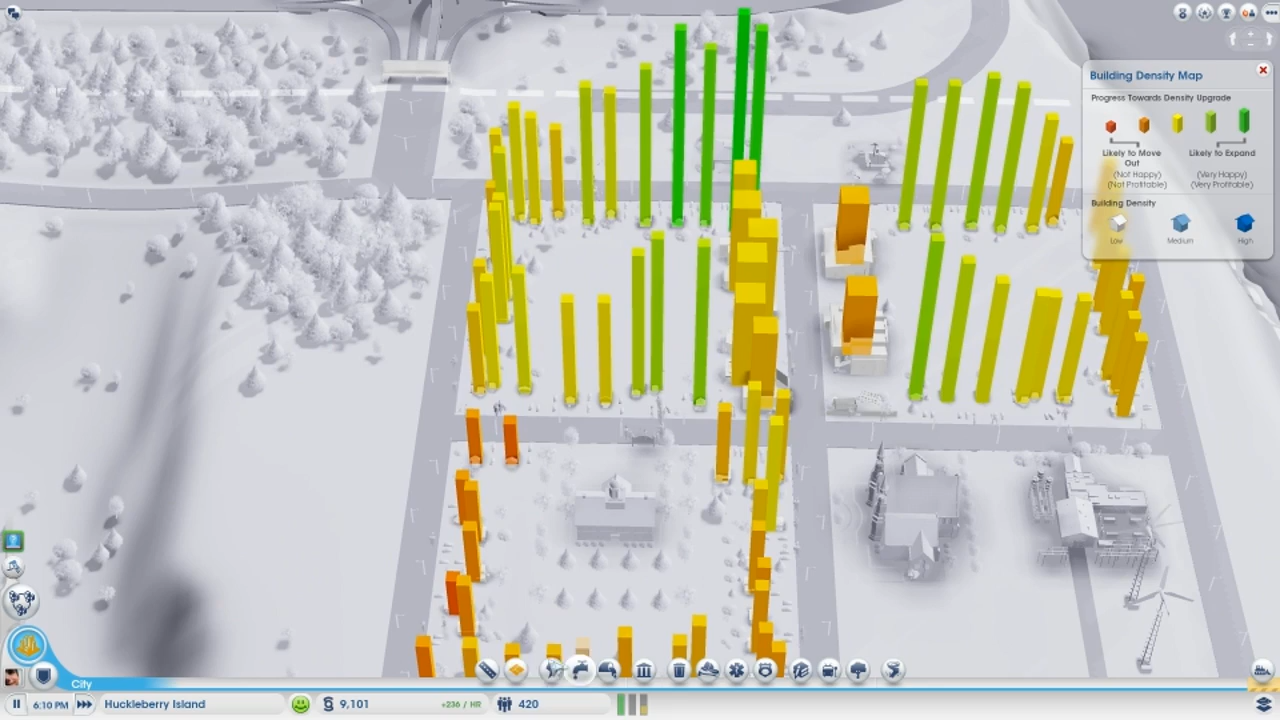 Building Density Map
Progress Towards Density Upgrade
Likely to Move Out
(Not Happy)
(Not Profitable)
Likely to Expand
(Very Happy)
(Very Profitable)
Building Density
Low
Medium
High
City
6:10 PM
Huckleberry Island
9,101
+236 / HR
420